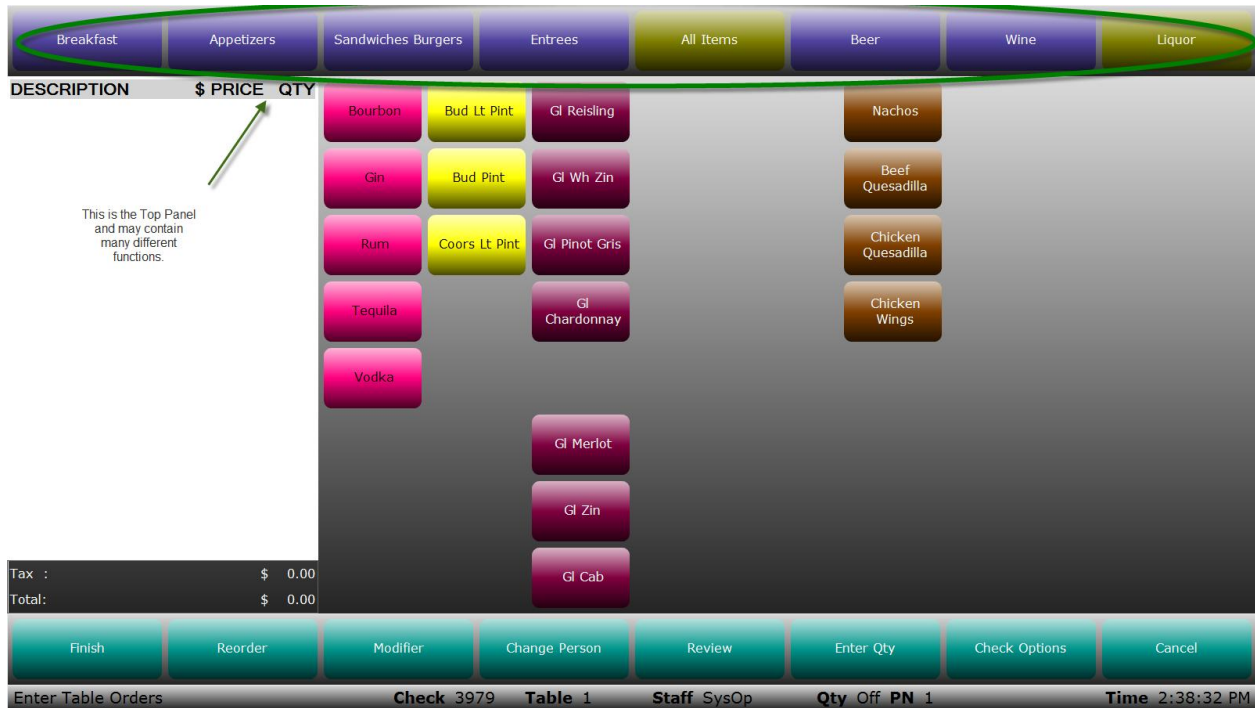 Breakfast Appetizers Sandwiches Burgers Entrees All Items Beer Wine Liquor
DESCRIPTION $ PRICE QTY
This is the Top Panel
and may contain
many different
functions.
Bourbon Bud Lt Pint Gl Reisling Nachos
Gin Bud Pint Gl Wh Zin Beef
Quesadilla
Rum Coors Lt Pint Gl Pinot Gris Chicken
Quesadilla
Tequila Gl
Chardonnay Chicken
Wings
Vodka
Gl Merlot
Gl Zin
Gl Cab
Tax : $ 0.00
Total: $ 0.00
Finish Reorder Modifier Change Person Review Enter Qty Check Options Cancel
Enter Table Orders Check 3979 Table 1 Staff SysOp Qty Off PN 1 Time 2:38:32 PM